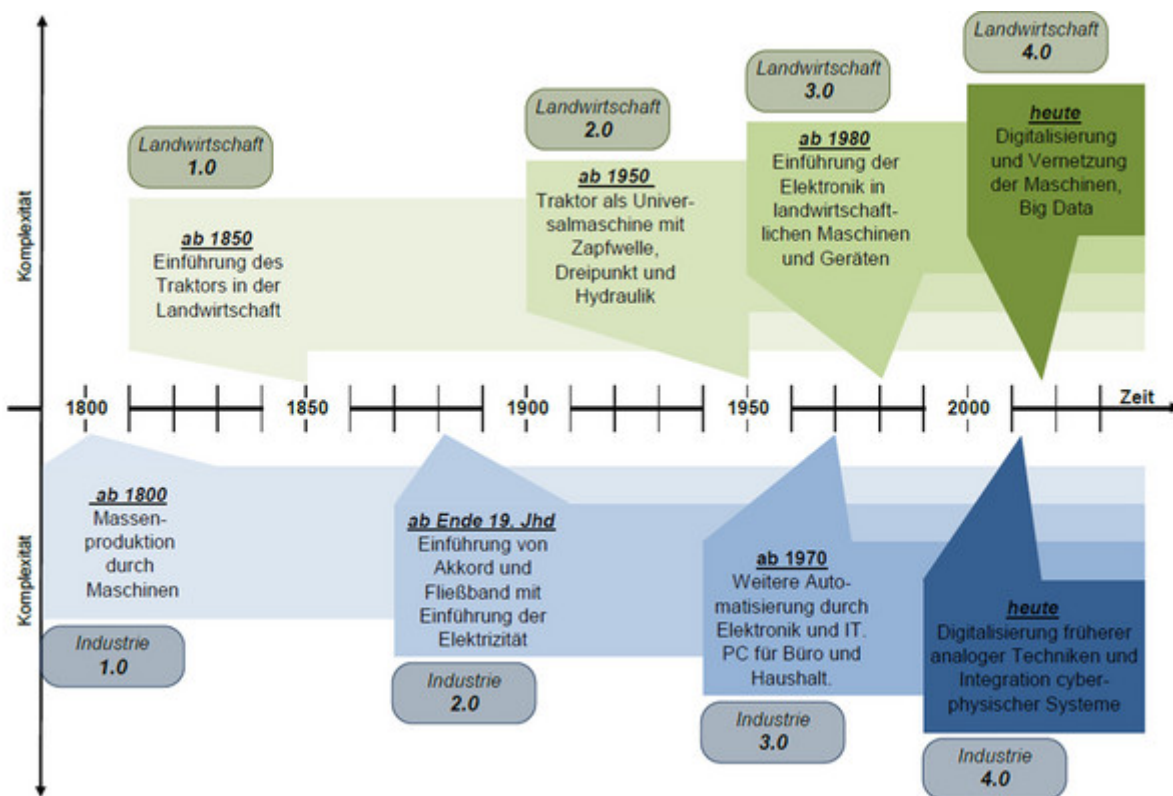 Komplexität
Landwirtschaft
1.0
ab 1850
Einführung des
Traktors in der
Landwirtschaft
Landwirtschaft
2.0
ab 1950
Traktor als Univer-
salmaschine mit
Zapfwelle,
Dreipunkt und
Hydraulik
Landwirtschaft
3.0
ab 1980
Einführung der
Elektronik in
landwirtschaft-
lichen Maschinen
und Geräten
Landwirtschaft
4.0
heute
Digitalisierung
und Vernetzung
der Maschinen,
Big Data
1800 1850 1900 1950 2000 Zeit
Komplexität
ab 1800
Massen-
produktion
durch
Maschinen
Industrie
1.0
ab Ende 19. Jhd
Einführung von
Akkord und
Fließband mit
Einführung der
Elektrizität
Industrie
2.0
ab 1970
Weitere Auto-
matisierung durch
Elektronik und IT.
PC für Büro und
Haushalt.
Industrie
3.0
heute
Digitalisierung früherer
analoger Techniken und
Integration cyber-
physischer Systeme
Industrie
4.0